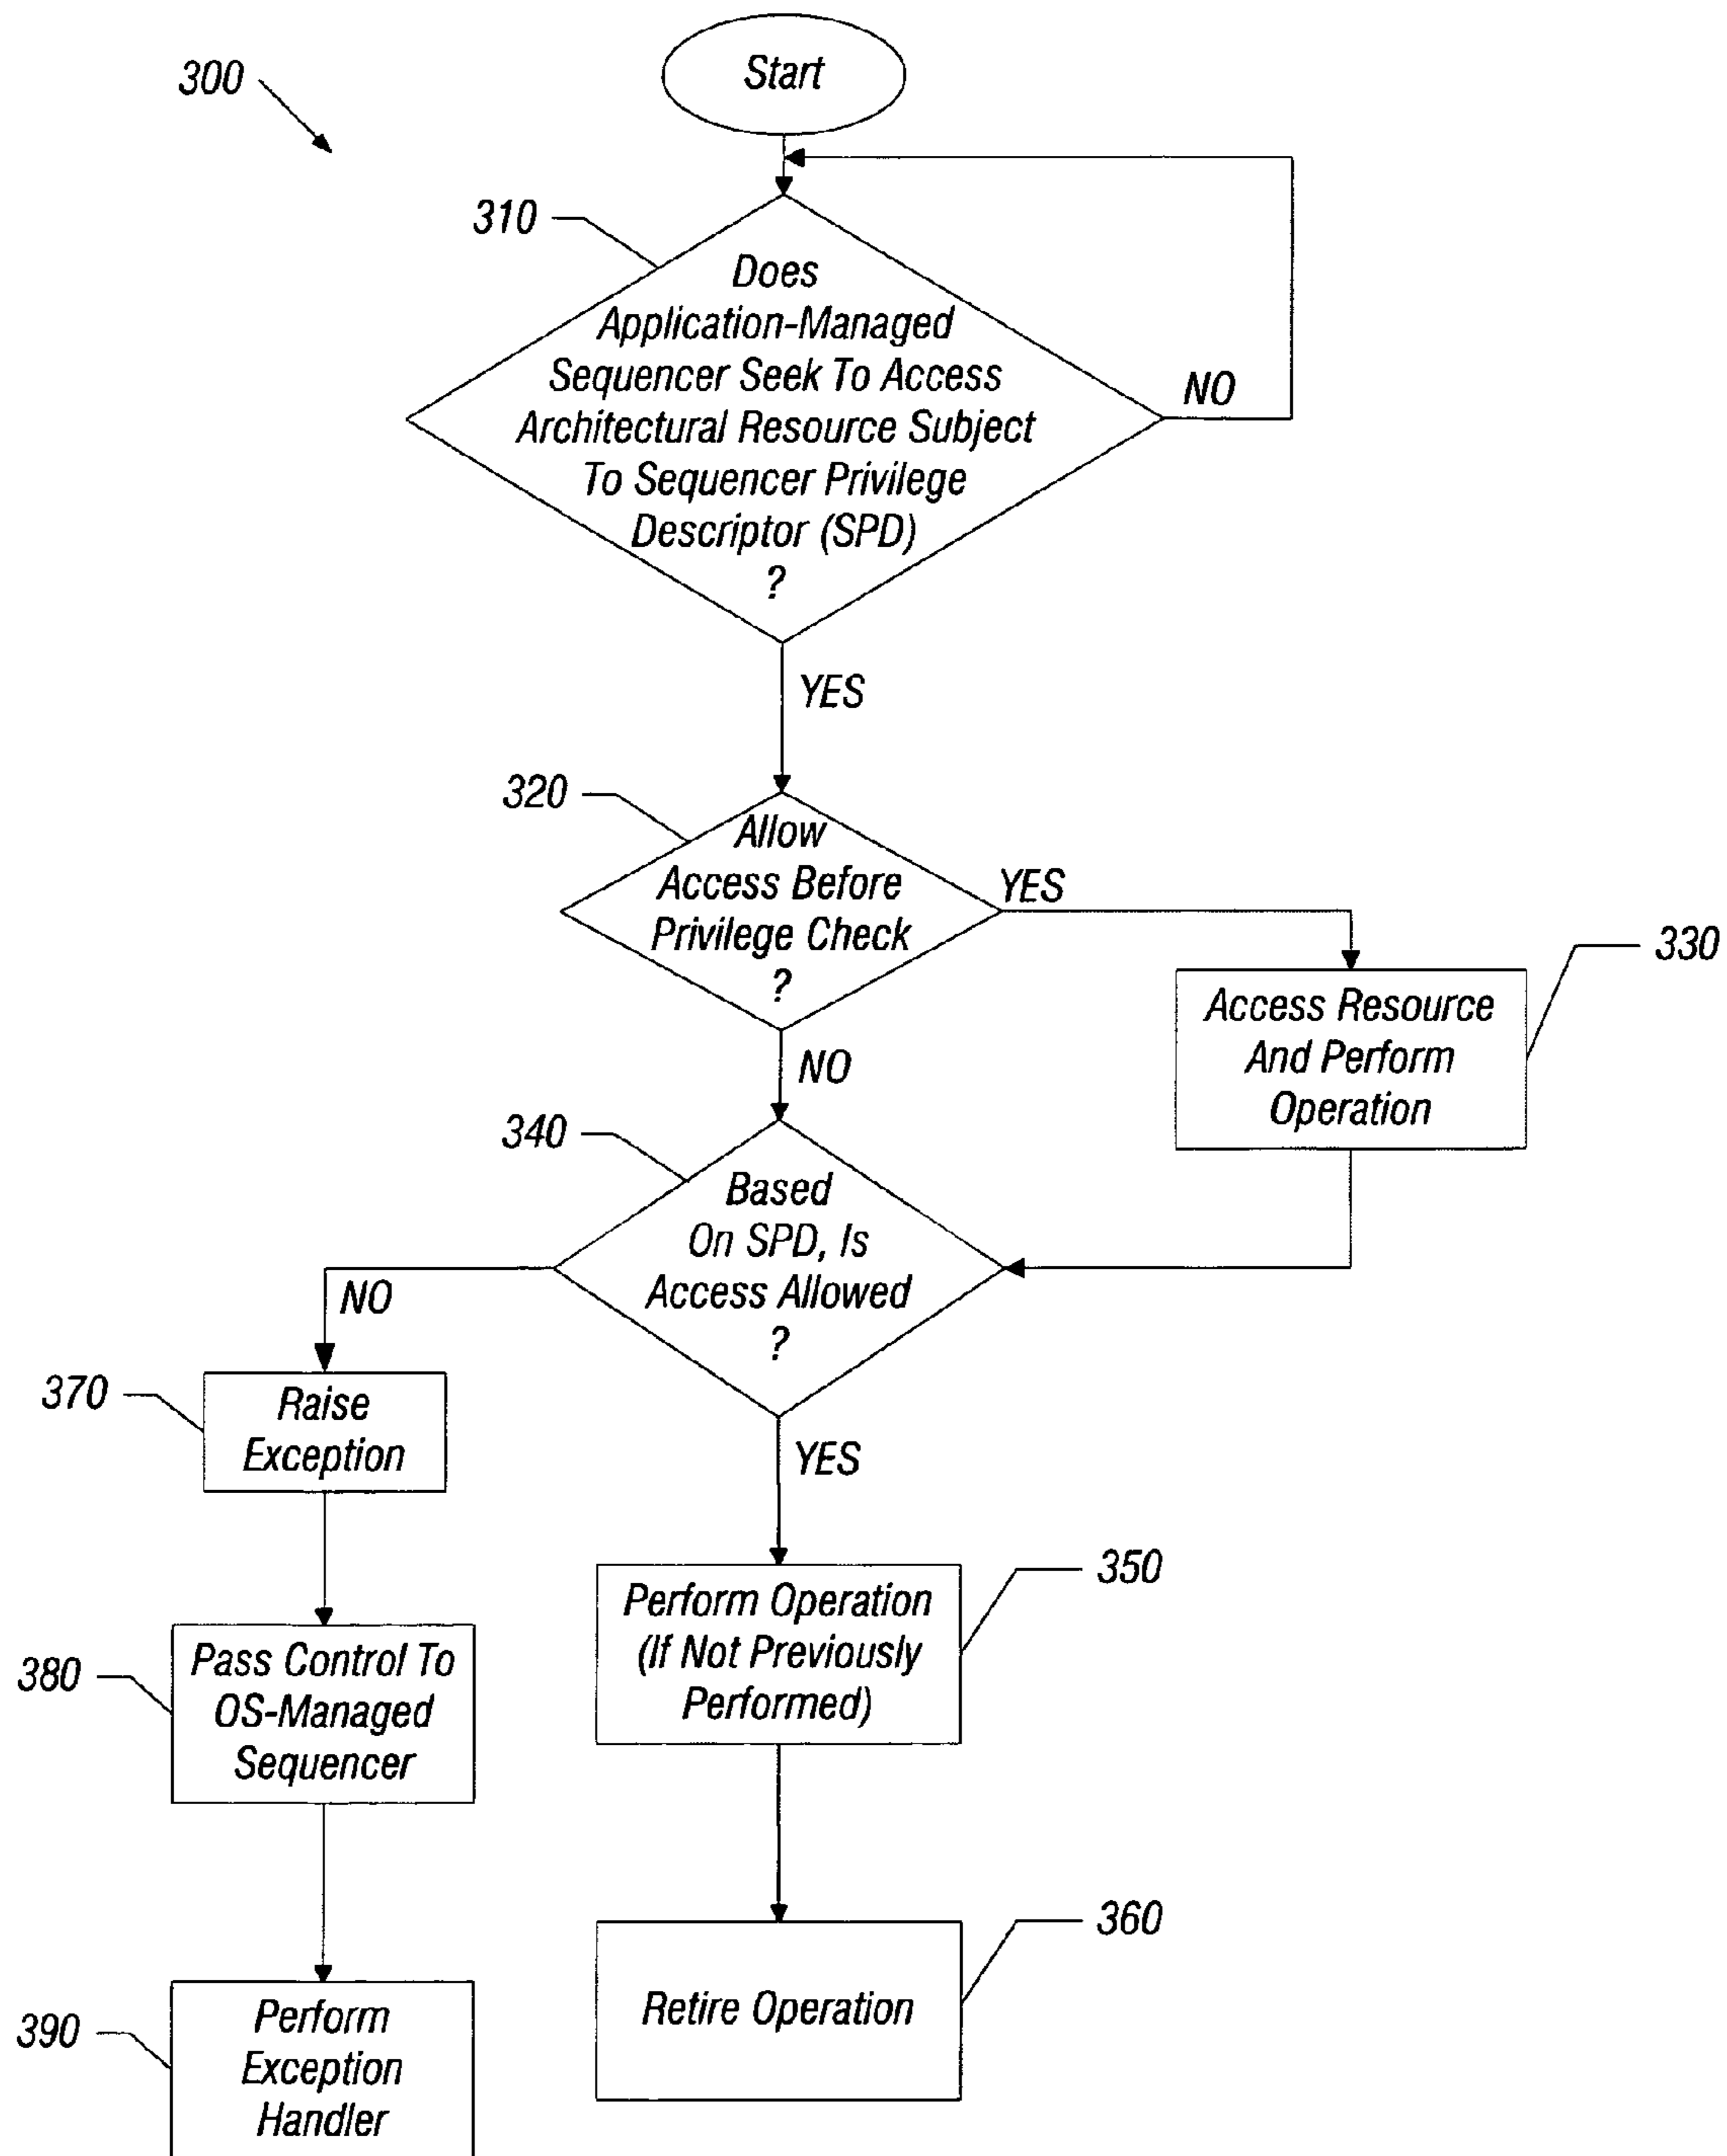 300
Start
310
Does
Application-Managed
Sequencer Seek To Access
Architectural Resource Subject
To Sequencer Privilege
Descriptor (SPD)
?
NO
YES
320
Allow
Access Before
Privilege Check
?
YES
330
Access Resource
And Perform
Operation
NO
340
Based
On SPD, Is
Access Allowed
?
NO
370
Raise
Exception
YES
350
Perform Operation
(If Not Previously
Performed)
380
Pass Control To
OS-Managed
Sequencer
360
Retire Operation
390
Perform
Exception
Handler